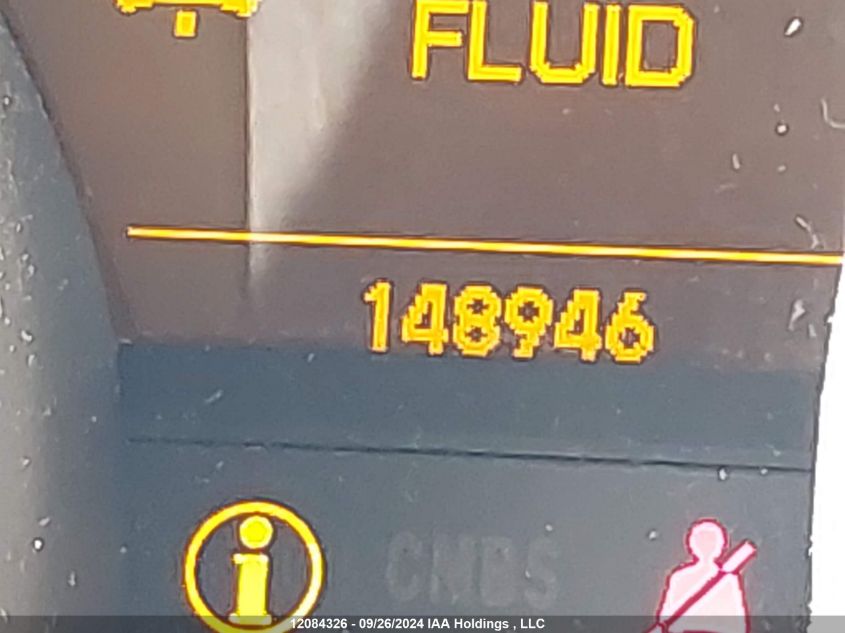 FLUID
148946
CMBS
12084326 - 09/26/2024 IAA Holdings , LLC